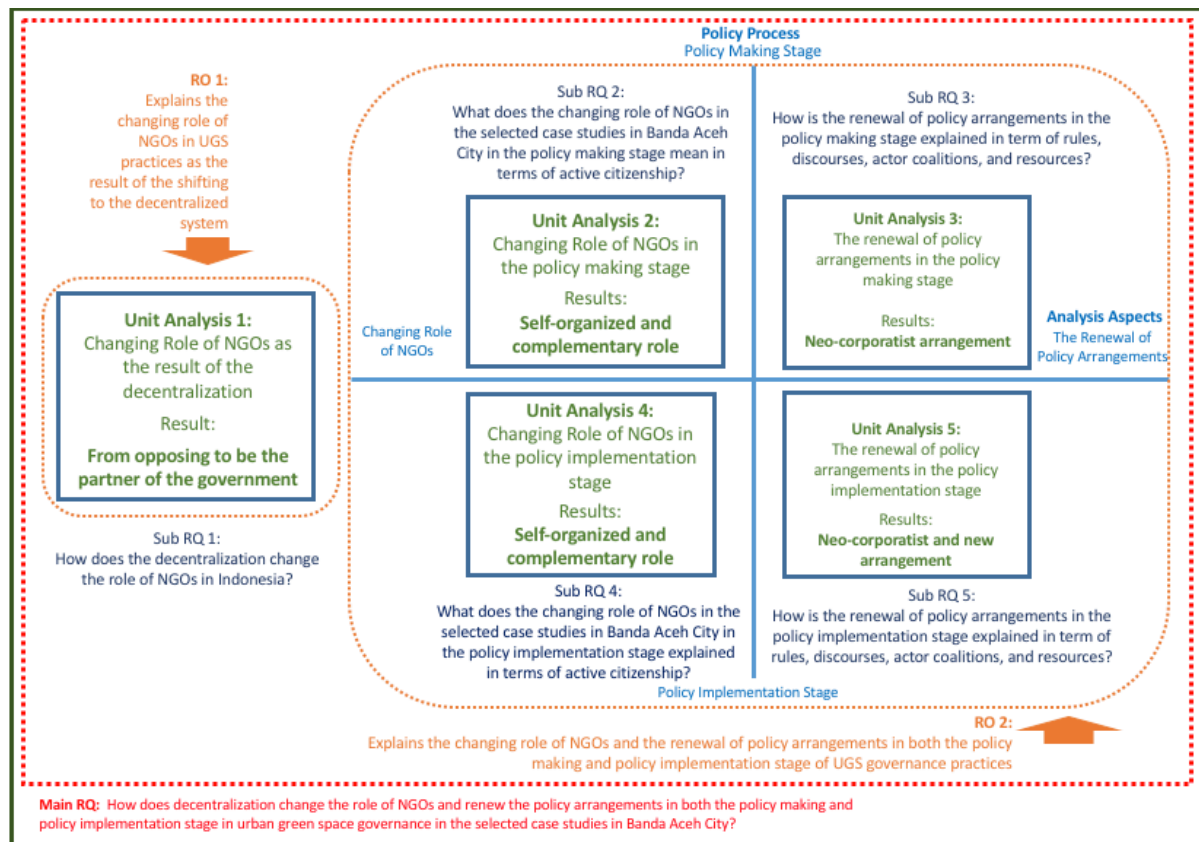 Policy Process
Policy Making Stage
RO 1:
Explains the
changing role of
NGOs in UGS
practices as the
result of the shifting
to the decentralized
system
Sub RQ 2:
What does the changing role of NGOs in
the selected case studies in Banda Aceh
City in the policy making stage mean in
terms of active citizenship?
Sub RQ 3:
How is the renewal of policy arrangements in the
policy making stage explained in term of rules,
discourses, actor coalitions, and resources?
Unit Analysis 1:
Changing Role of NGOs as
the result of the
decentralization
Result:
From opposing to be the
partner of the government
Sub RQ 1:
How does the decentralization change
the role of NGOs in Indonesia?
Unit Analysis 2:
Changing Role of NGOs in
the policy making stage
Results:
Self-organized and
complementary role
Unit Analysis 3:
The renewal of policy
arrangements in the policy
making stage
Results:
Neo-corporatist arrangement
Changing Role
of NGOs
Analysis Aspects
The Renewal of
Policy Arrangements
Unit Analysis 4:
Changing Role of NGOs in
the policy implementation
stage
Results:
Self-organized and
complementary role
Unit Analysis 5:
The renewal of policy
arrangements in the policy
implementation stage
Results:
Neo-corporatist and new
arrangement
Sub RQ 4:
What does the changing role of NGOs in the
selected case studies in Banda Aceh City in
the policy implementation stage explained
in terms of active citizenship?
Sub RQ 5:
How is the renewal of policy arrangements in the
policy implementation stage explained in term of
rules, discourses, actor coalitions, and resources?
Policy Implementation Stage
RO 2:
Explains the changing role of NGOs and the renewal of policy arrangements in both the policy
making and policy implementation stage of UGS governance practices
Main RQ: How does decentralization change the role of NGOs and renew the policy arrangements in both the policy making and
policy implementation stage in urban green space governance in the selected case studies in Banda Aceh City?